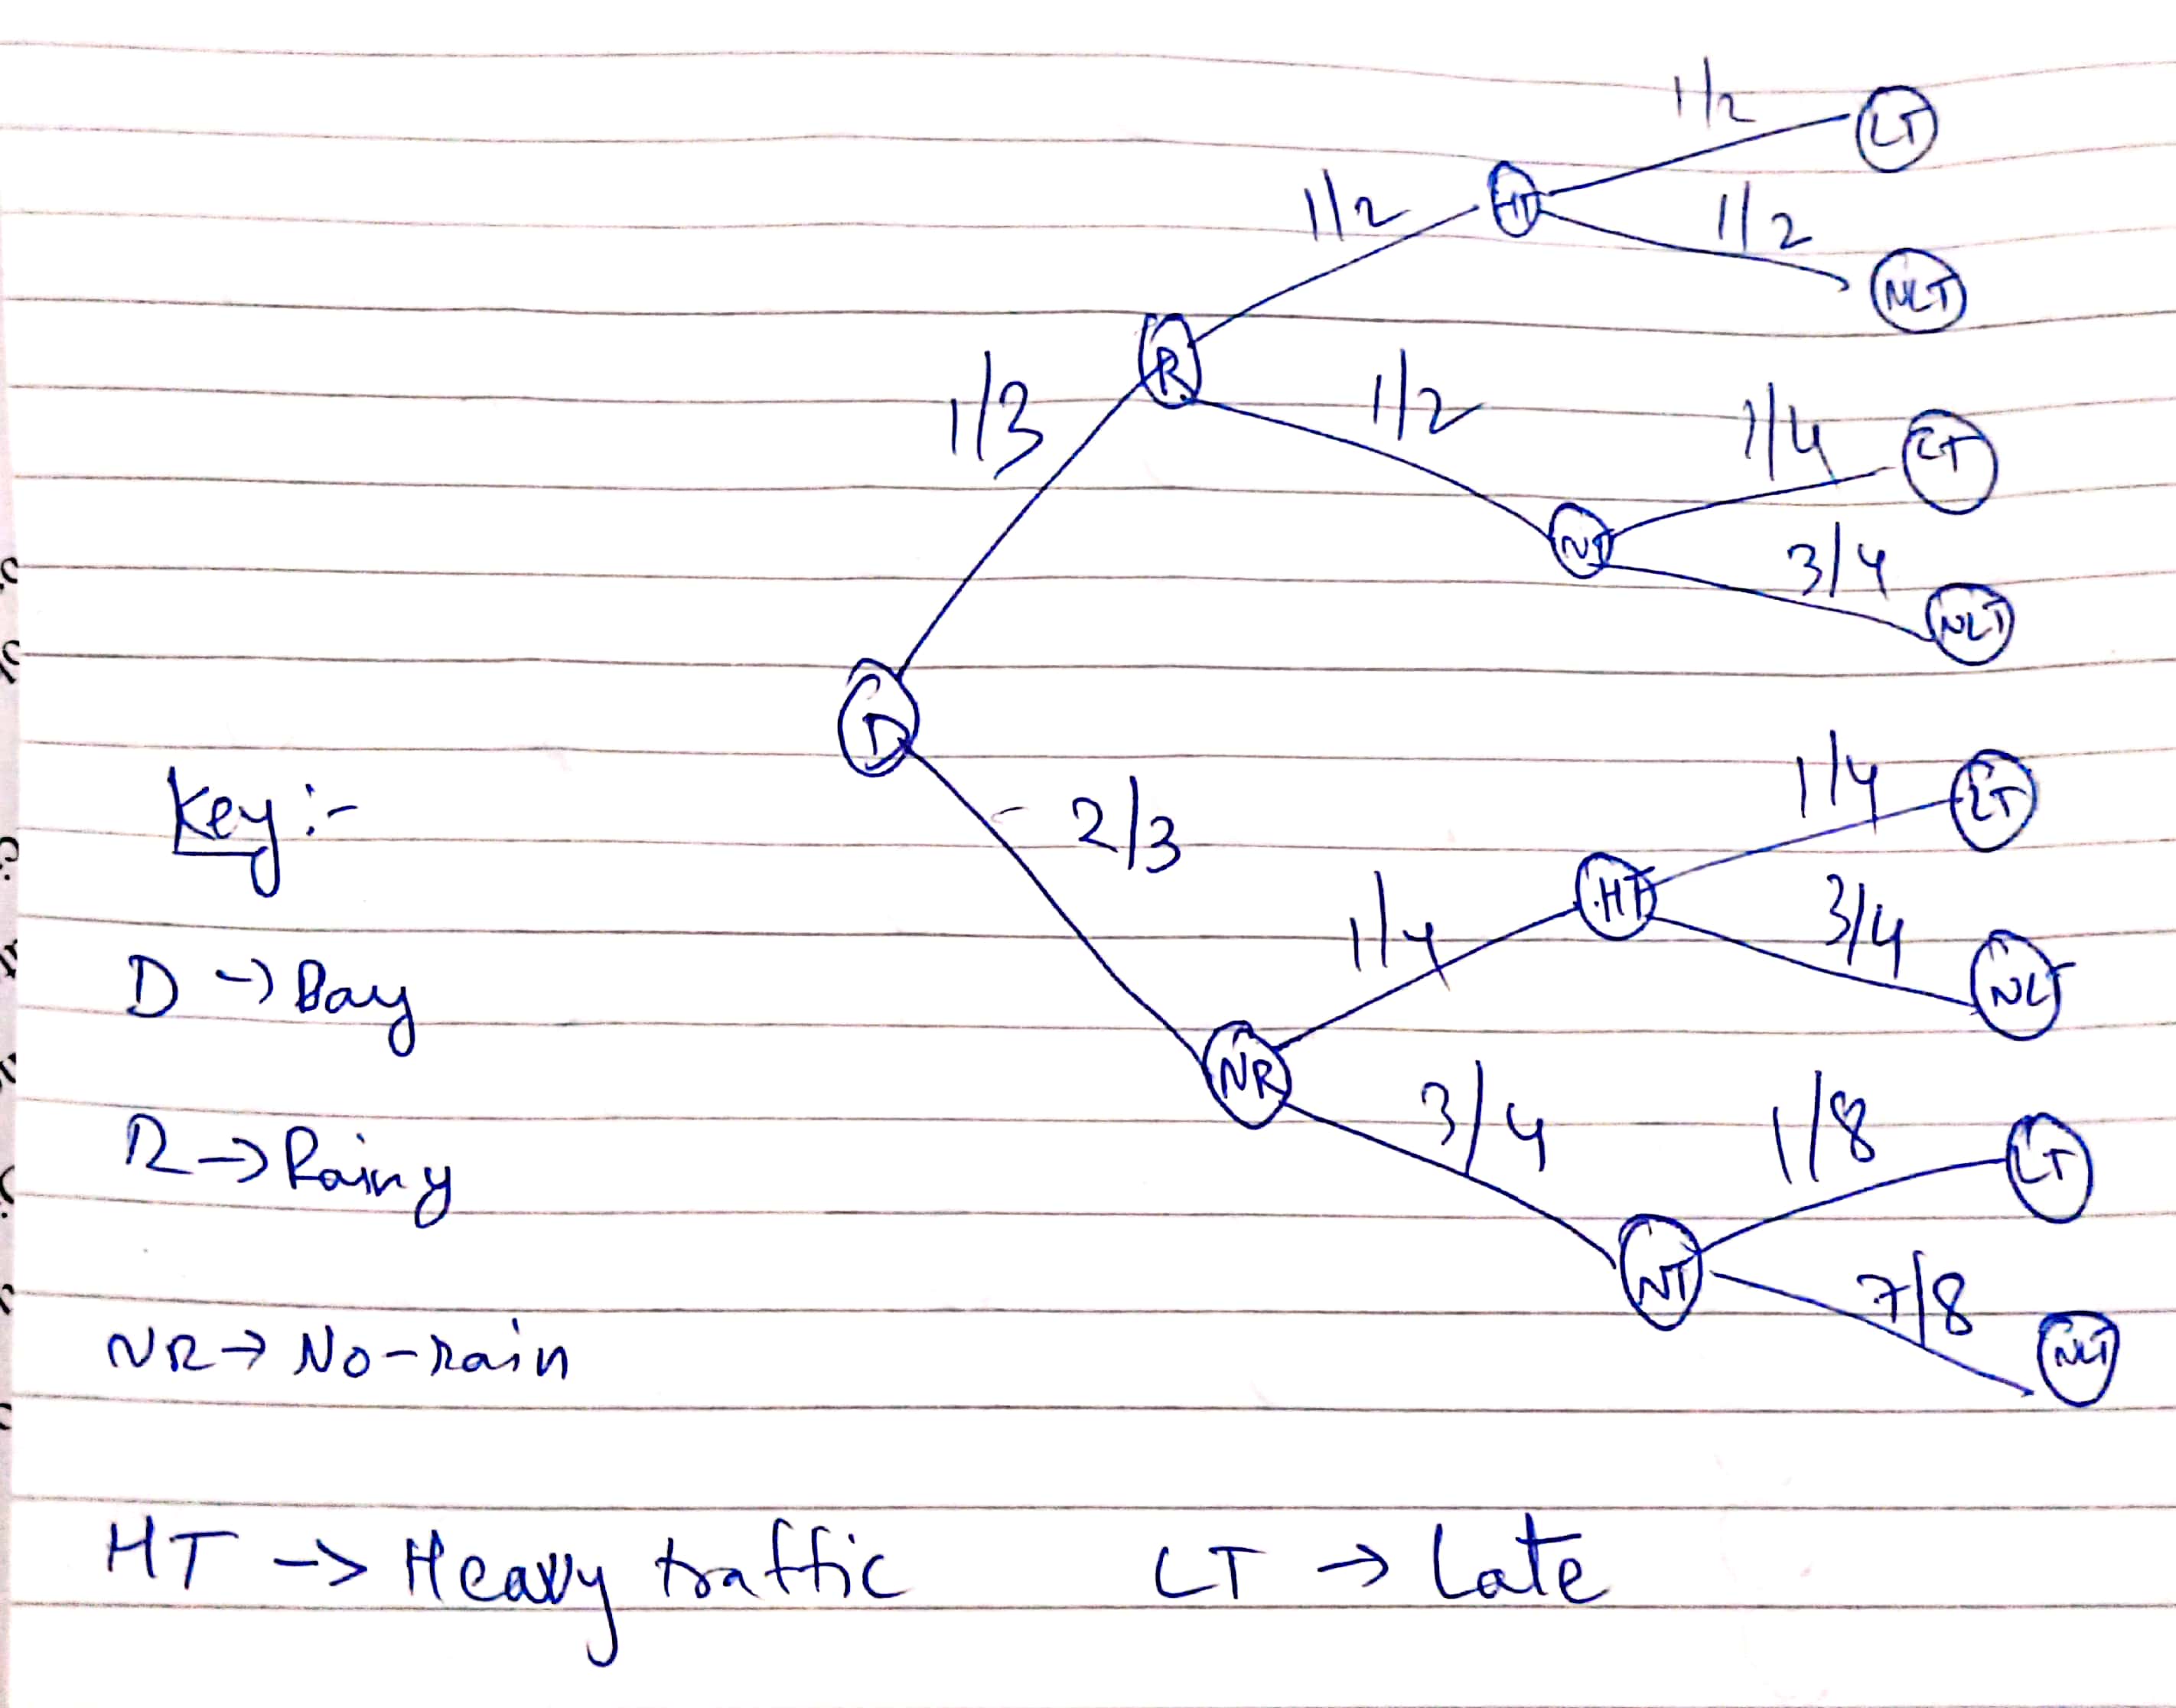 1/2 LT
1/2 HT 1/2
NLT
R
1/3 1/2 1/4 LT
NT 3/4
NLT
D
1/4 LT
Key :-
2/3
HT 3/4
1/4
D -> Day NLT
NR
3/4 1/8 LT
R -> Rainy
NT 7/8
NR -> No-rain NLT
HT -> Heavy traffic LT -> Late